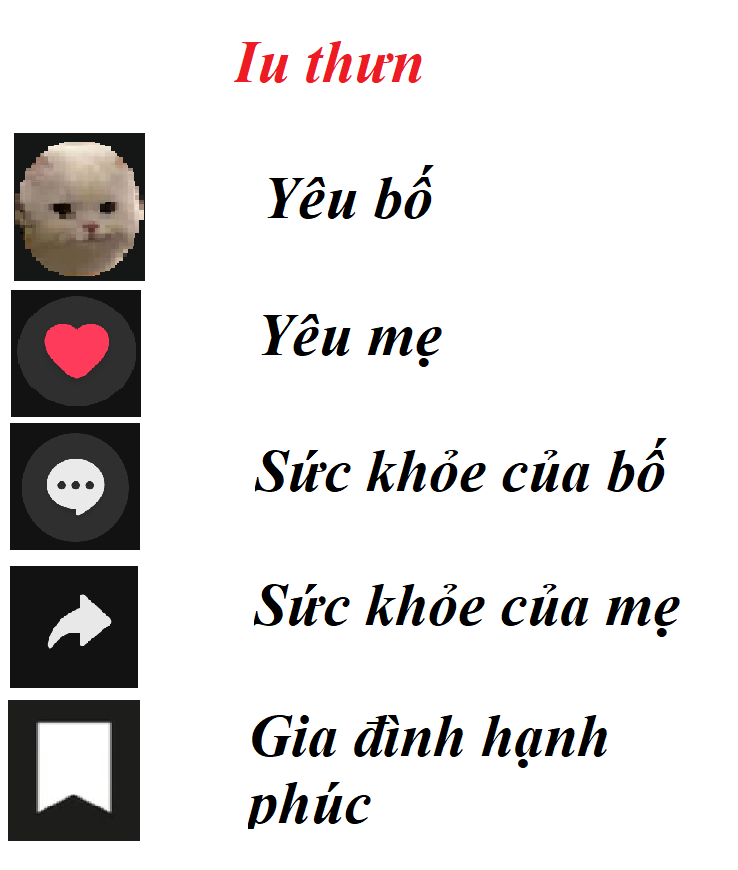 Iu thưn
Yêu bố
Yêu mẹ
Sức khỏe của bố
Sức khỏe của mẹ
Gia đình hạnh
phúc